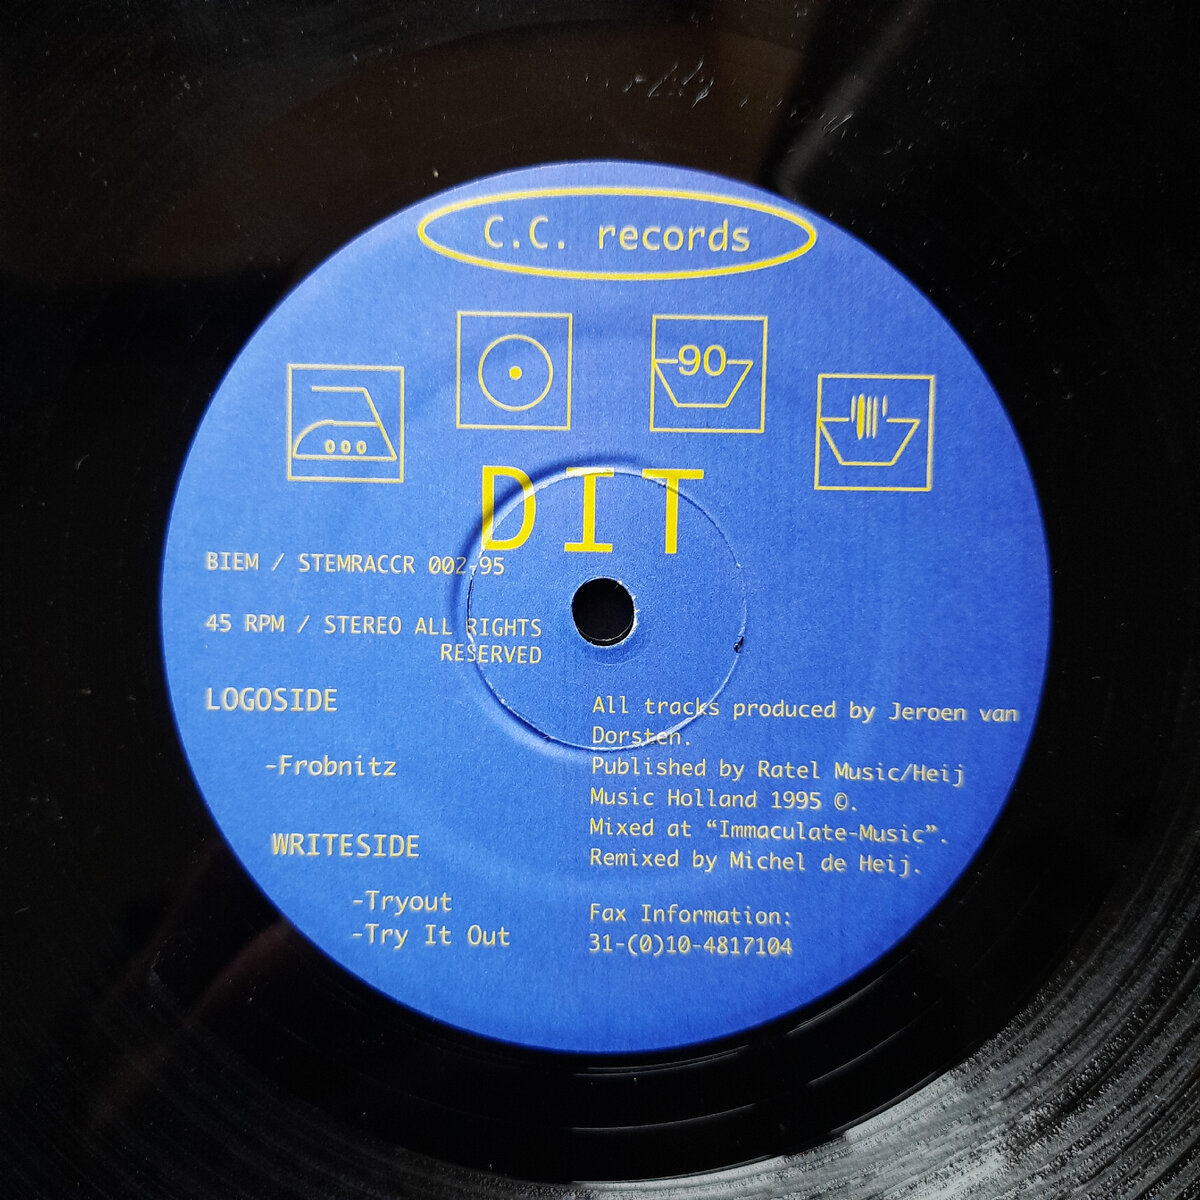 C.C. records
90
DIT
BIEM / STEMRACCR 002-95
45 RPM / STEREO ALL RIGHTS
RESERVED
LOGOSIDE
-Frobnitz
WRITESIDE
-Tryout
-Try It Out
All tracks produced by Jeroen van
Dorsten.
Published by Ratel Music/Heij
Music Holland 1995 ©.
Mixed at “Immaculate-Music”.
Remixed by Michel de Heij.
Fax Information:
31-(0)10-4817104